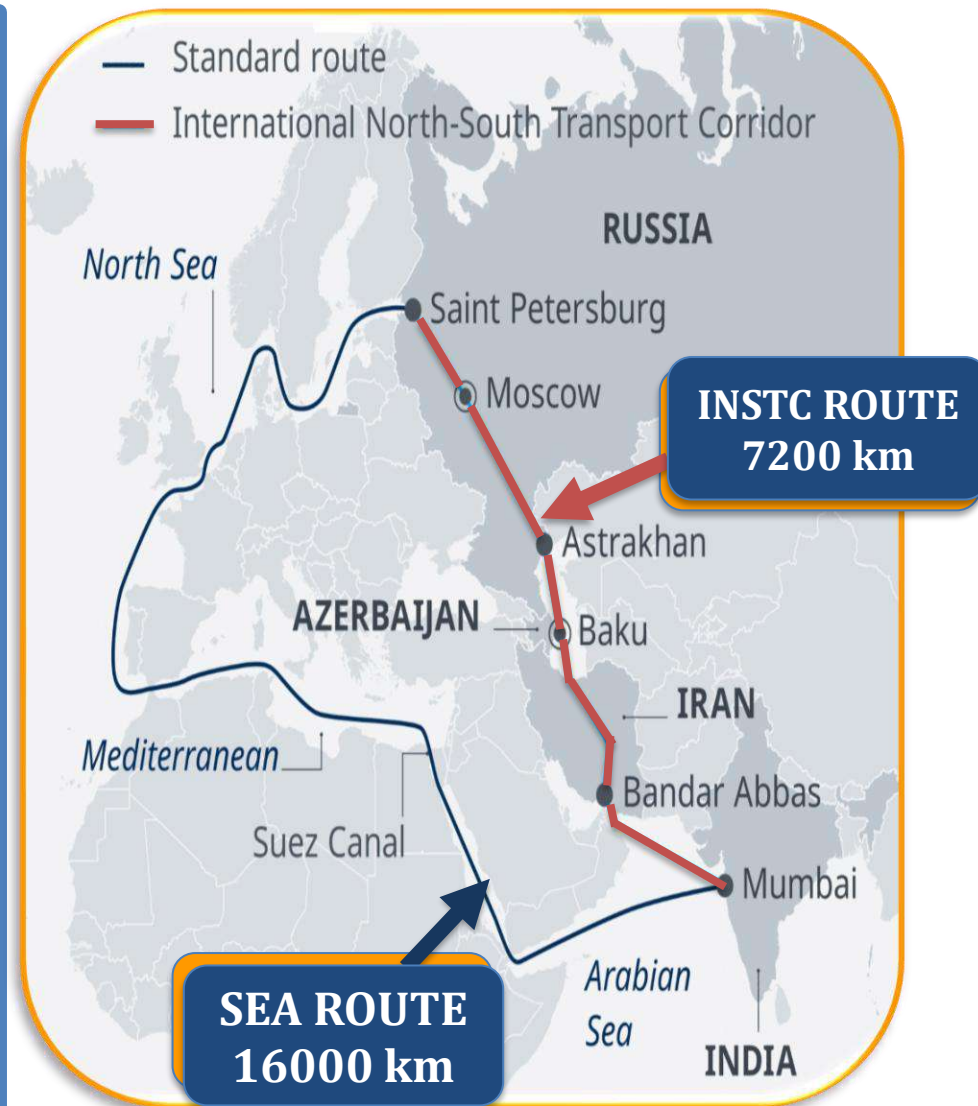 Standard route
International North-South Transport Corridor
RUSSIA
North Sea
Saint Petersburg
Moscow
INSTC ROUTE
7200 km
Astrakhan
AZERBAIJAN
Baku
IRAN
Mediterranean
Bandar Abbas
Suez Canal
Mumbai
SEA ROUTE
16000 km
Arabian
Sea
INDIA